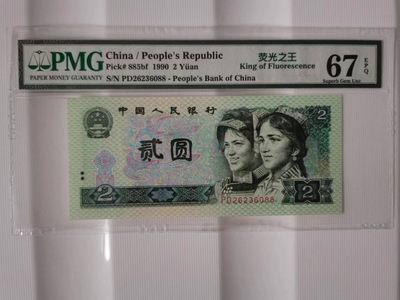 PMG
PAPER MONEY GUARANTY
China / People's Republic
Pick# 885bf 1990 2 Yüan
S/N PD26236088 - People's Bank of China
荧光之王
King of Fluorescence
67 EPQ
Superb Gem Unc
中国人民银行
贰圆
2
2
2
PD26236088